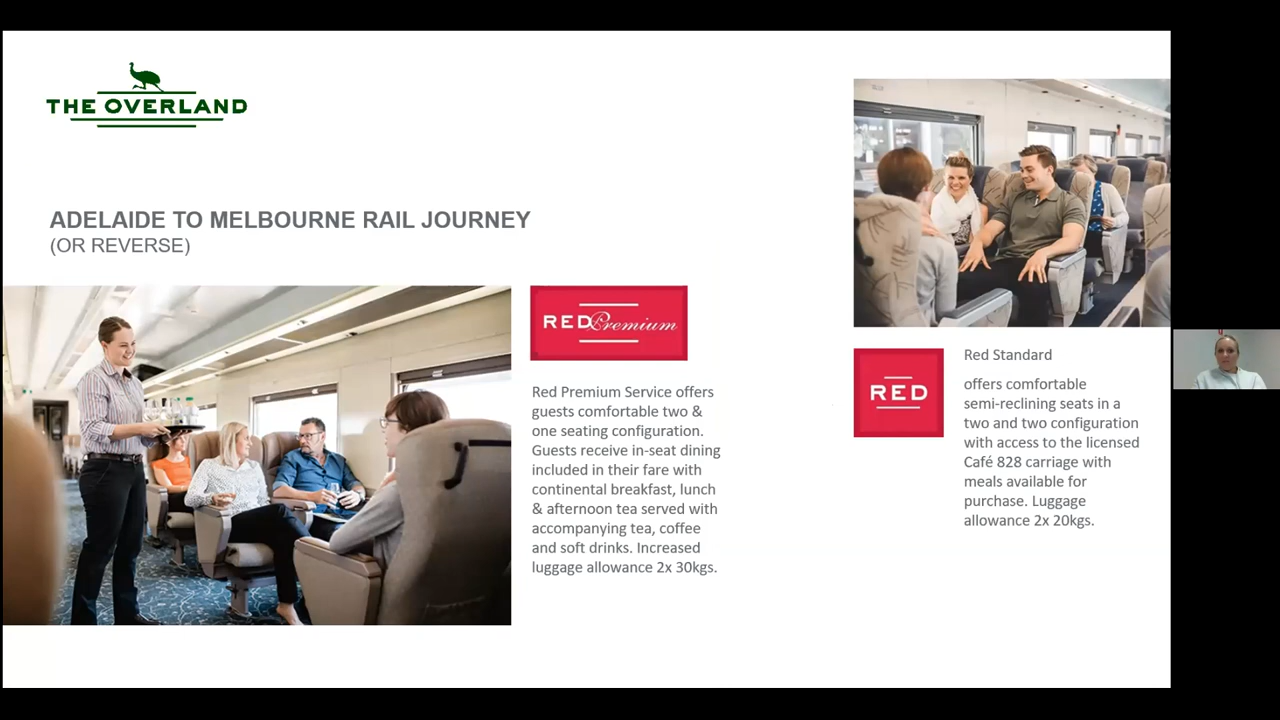 THE OVERLAND
ADELAIDE TO MELBOURNE RAIL JOURNEY
(OR REVERSE)
RED Premium
Red Premium Service offers
guests comfortable two &
one seating configuration.
Guests receive in-seat dining
included in their fare with
continental breakfast, lunch
& afternoon tea served with
accompanying tea, coffee
and soft drinks. Increased
luggage allowance 2x 30kgs.
RED
Red Standard
offers comfortable
semi-reclining seats in a
two and two configuration
with access to the licensed
Café 828 carriage with
meals available for
purchase. Luggage
allowance 2x 20kgs.